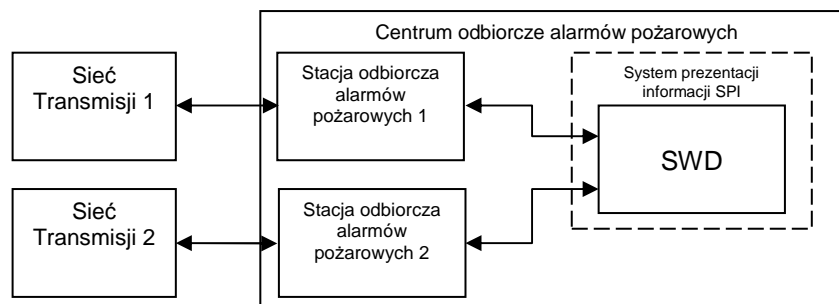 Centrum odbiorcze alarmów pożarowych
Sieć
Transmisji 1
Stacja odbiorcza
alarmów
pożarowych 1
System prezentacji
informacji SPI
SWD
Sieć
Transmisji 2
Stacja odbiorcza
alarmów
pożarowych 2